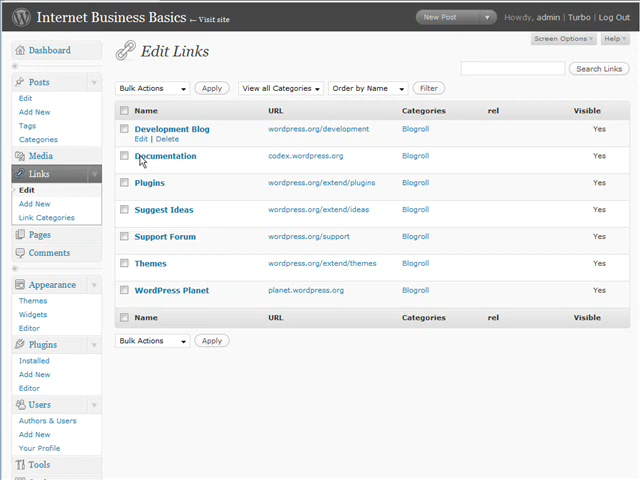 Internet Business Basics ← Visit site
New Post
Howdy, admin | Turbo | Log Out
Screen Options
Help
Dashboard
Posts
Edit
Add New
Tags
Categories
Media
Links
Edit
Add New
Link Categories
Pages
Comments
Appearance
Themes
Widgets
Editor
Plugins
Installed
Add New
Editor
Users
Authors & Users
Add New
Your Profile
Tools
Edit Links
Search Links
Bulk Actions Apply View all Categories Order by Name Filter
Name URL Categories rel Visible
Development Blog wordpress.org/development Blogroll Yes
Edit | Delete
Documentation codex.wordpress.org Blogroll Yes
Plugins wordpress.org/extend/plugins Blogroll Yes
Suggest Ideas wordpress.org/extend/ideas Blogroll Yes
Support Forum wordpress.org/support Blogroll Yes
Themes wordpress.org/extend/themes Blogroll Yes
WordPress Planet planet.wordpress.org Blogroll Yes
Name URL Categories rel Visible
Bulk Actions Apply